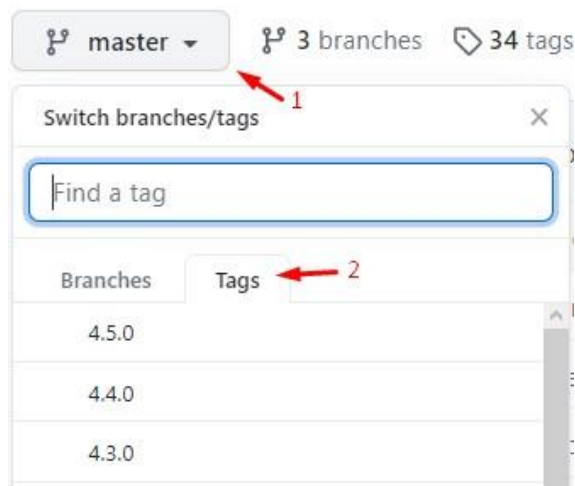 master 3 branches 34 tags
1
Switch branches/tags
Find a tag
Branches Tags 2
4.5.0
4.4.0
4.3.0